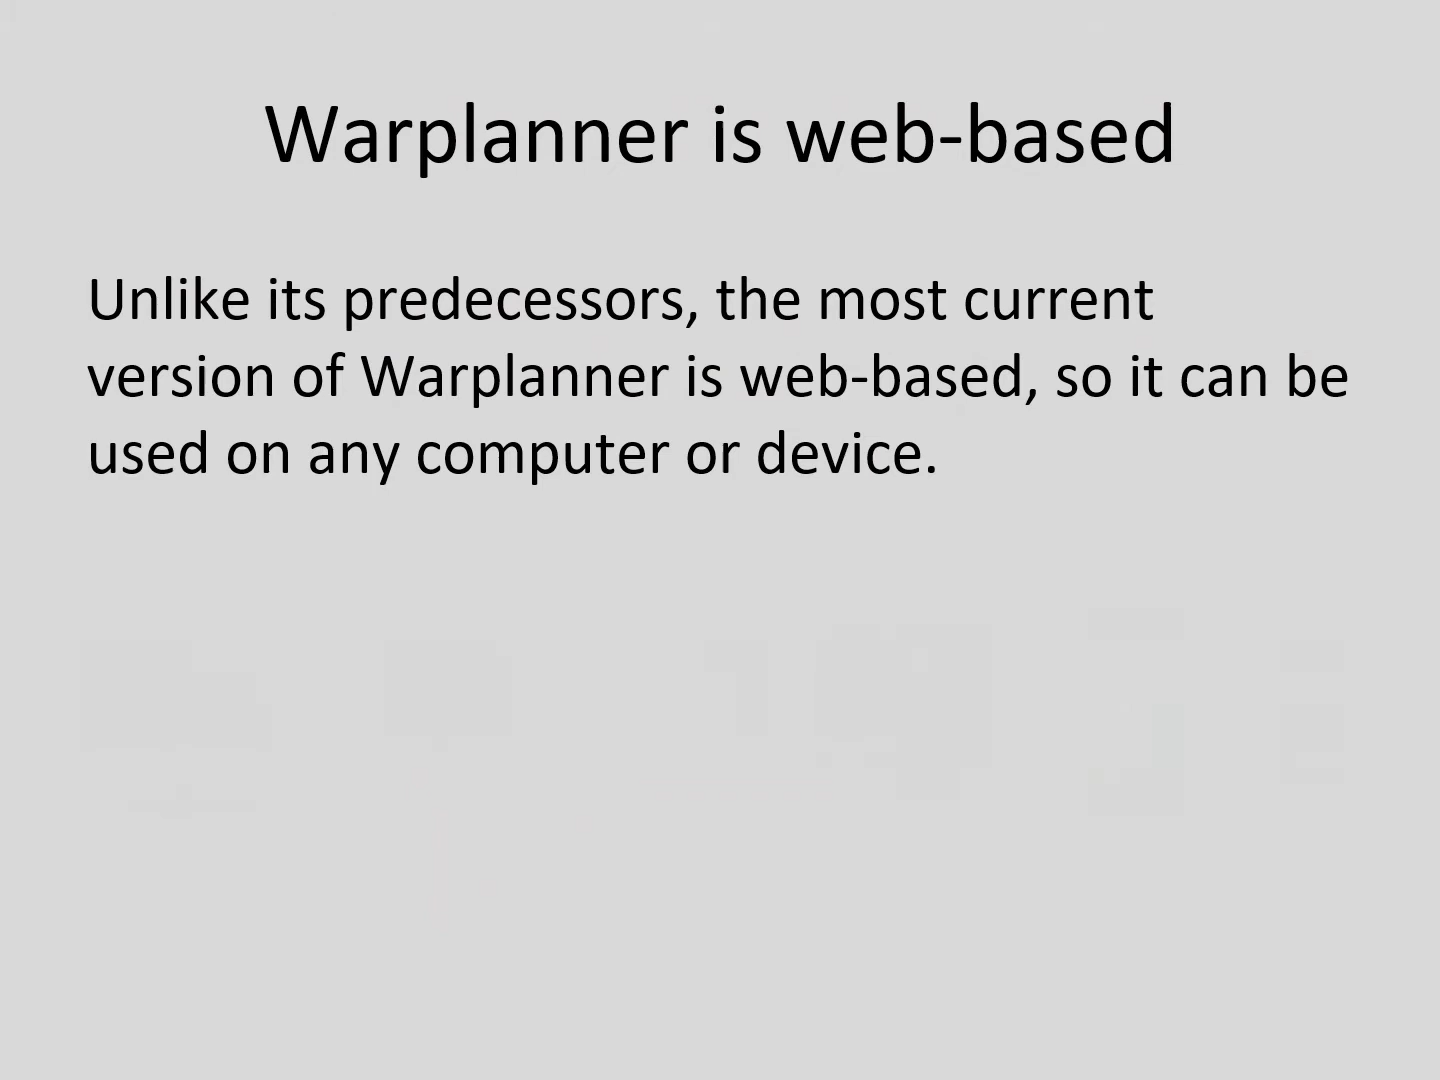 Warplanner is web-based
Unlike its predecessors, the most current
version of Warplanner is web-based, so it can be
used on any computer or device.